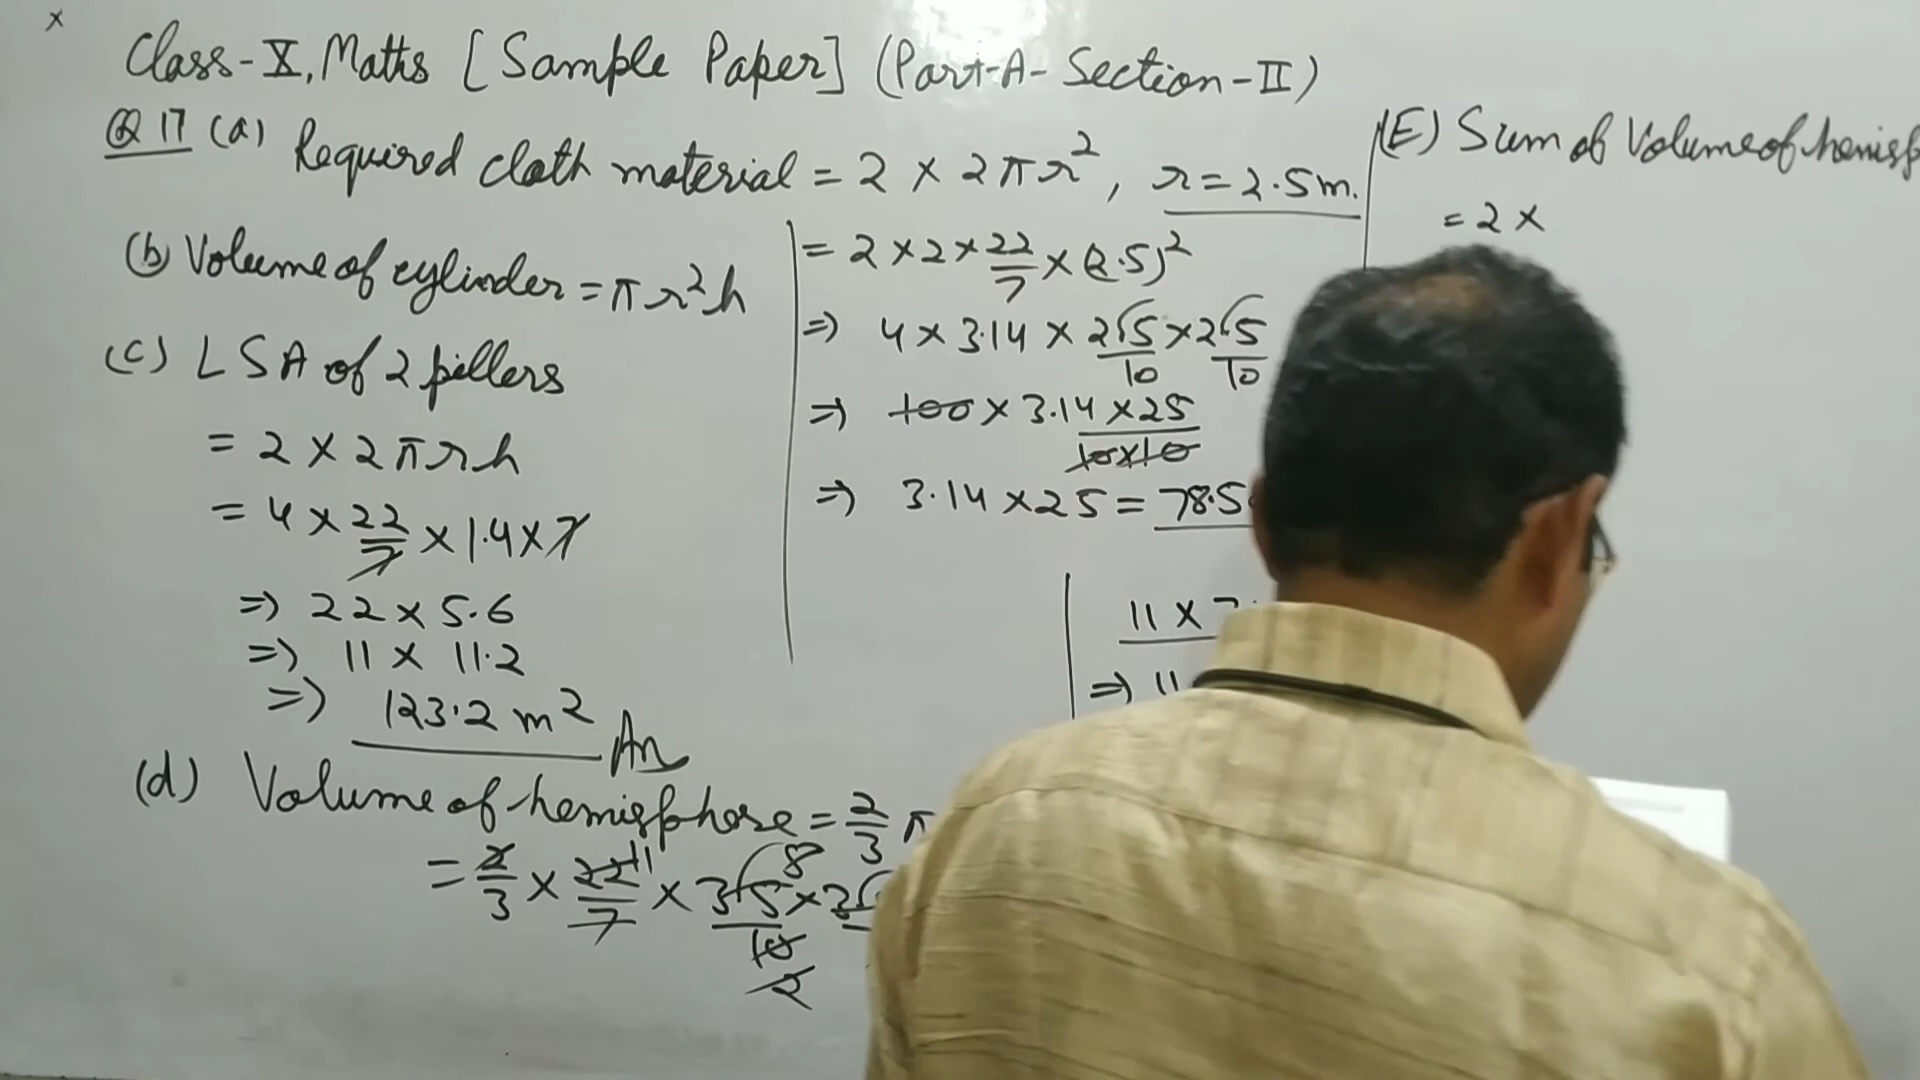 Class-X, Maths [Sample Paper] (Part-A-Section-II)
Q 17 (a) Required cloth material = 2 × 2πr², r = 2.5m.
= 2 × 2 × 22/7 × (2.5)²
⇒ 4 × 3.14 × 25/10 × 25/10
⇒ 100 × 3.14 × 25/10×10
⇒ 3.14 × 25 = 78.5
(b) Volume of cylinder = πr²h
(c) LSA of 2 pillers
= 2 × 2πrh
= 4 × 22/7 × 1.4 × 7
⇒ 22 × 5.6
⇒ 11 × 11.2
⇒ 123.2 m² An
(d) Volume of hemisphere = 2/3 π
= 2/3 × 22/7 × 35/10 ×
11 × 7
⇒ 11
(E) Sum of Volume of hemisp
= 2 ×